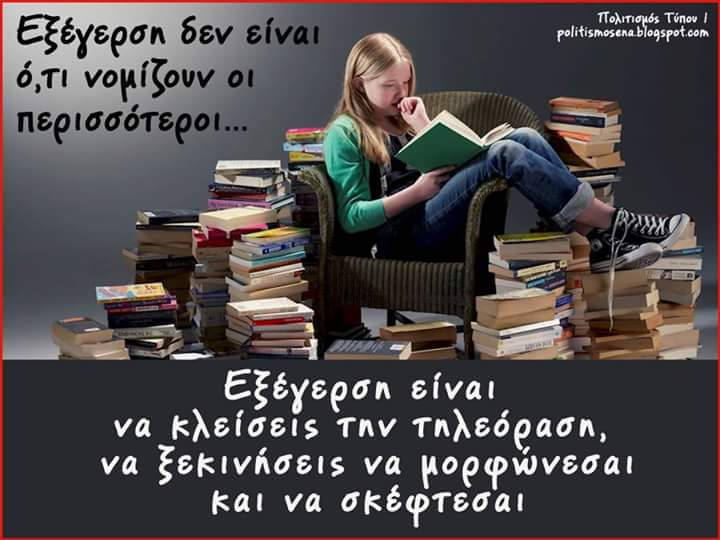 Εξέγερση δεν είναι
ό,τι νομίζουν οι
περισσότεροι...
Πολιτισμός Τύπου Ι
politismosena.blogspot.com
Εξέγερση είναι
να κλείσεις την τηλεόραση,
να ξεκινήσεις να μορφώνεσαι
και να σκέφτεσαι